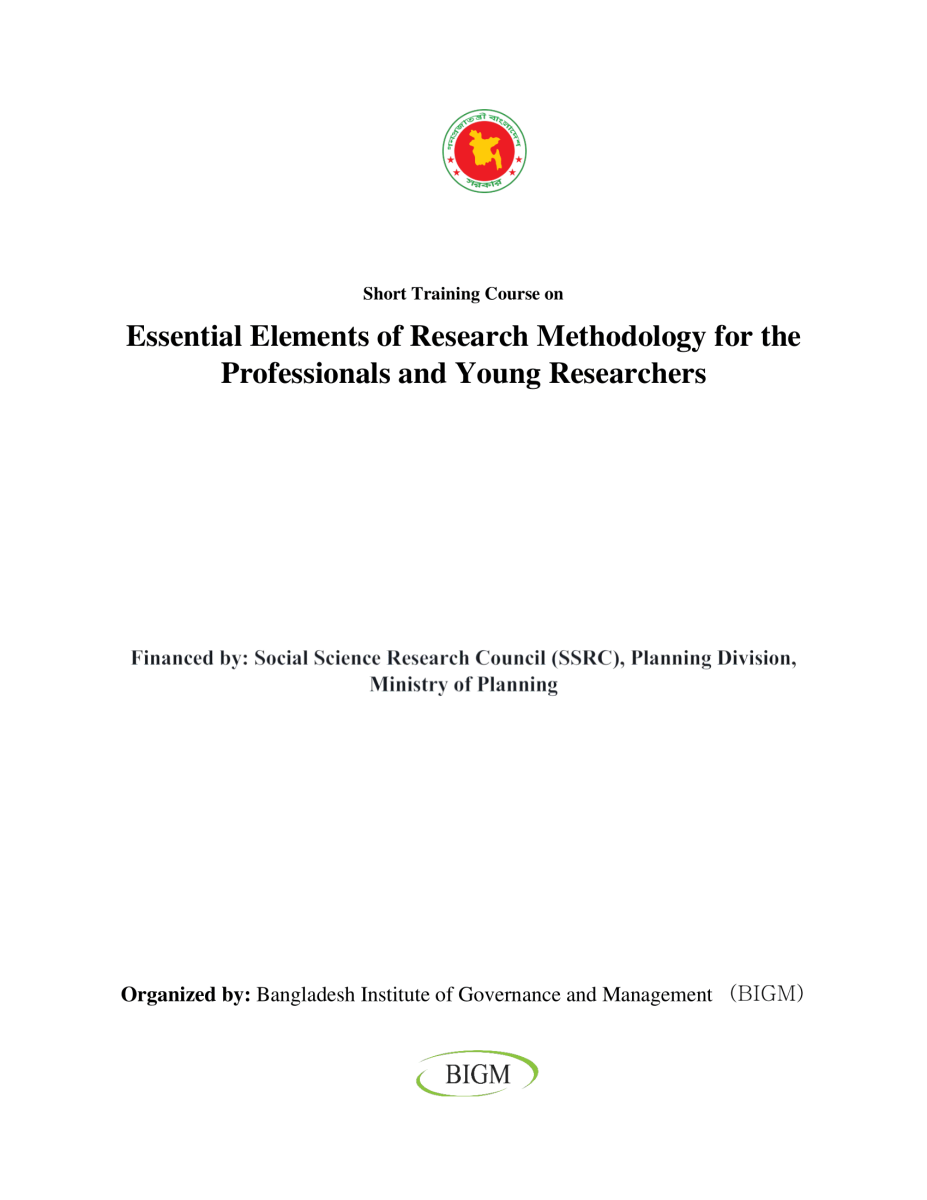 গণপ্রজাতন্ত্রী বাংলাদেশ
সরকার
Short Training Course on
Essential Elements of Research Methodology for the
Professionals and Young Researchers
Financed by: Social Science Research Council (SSRC), Planning Division,
Ministry of Planning
Organized by: Bangladesh Institute of Governance and Management (BIGM)
BIGM